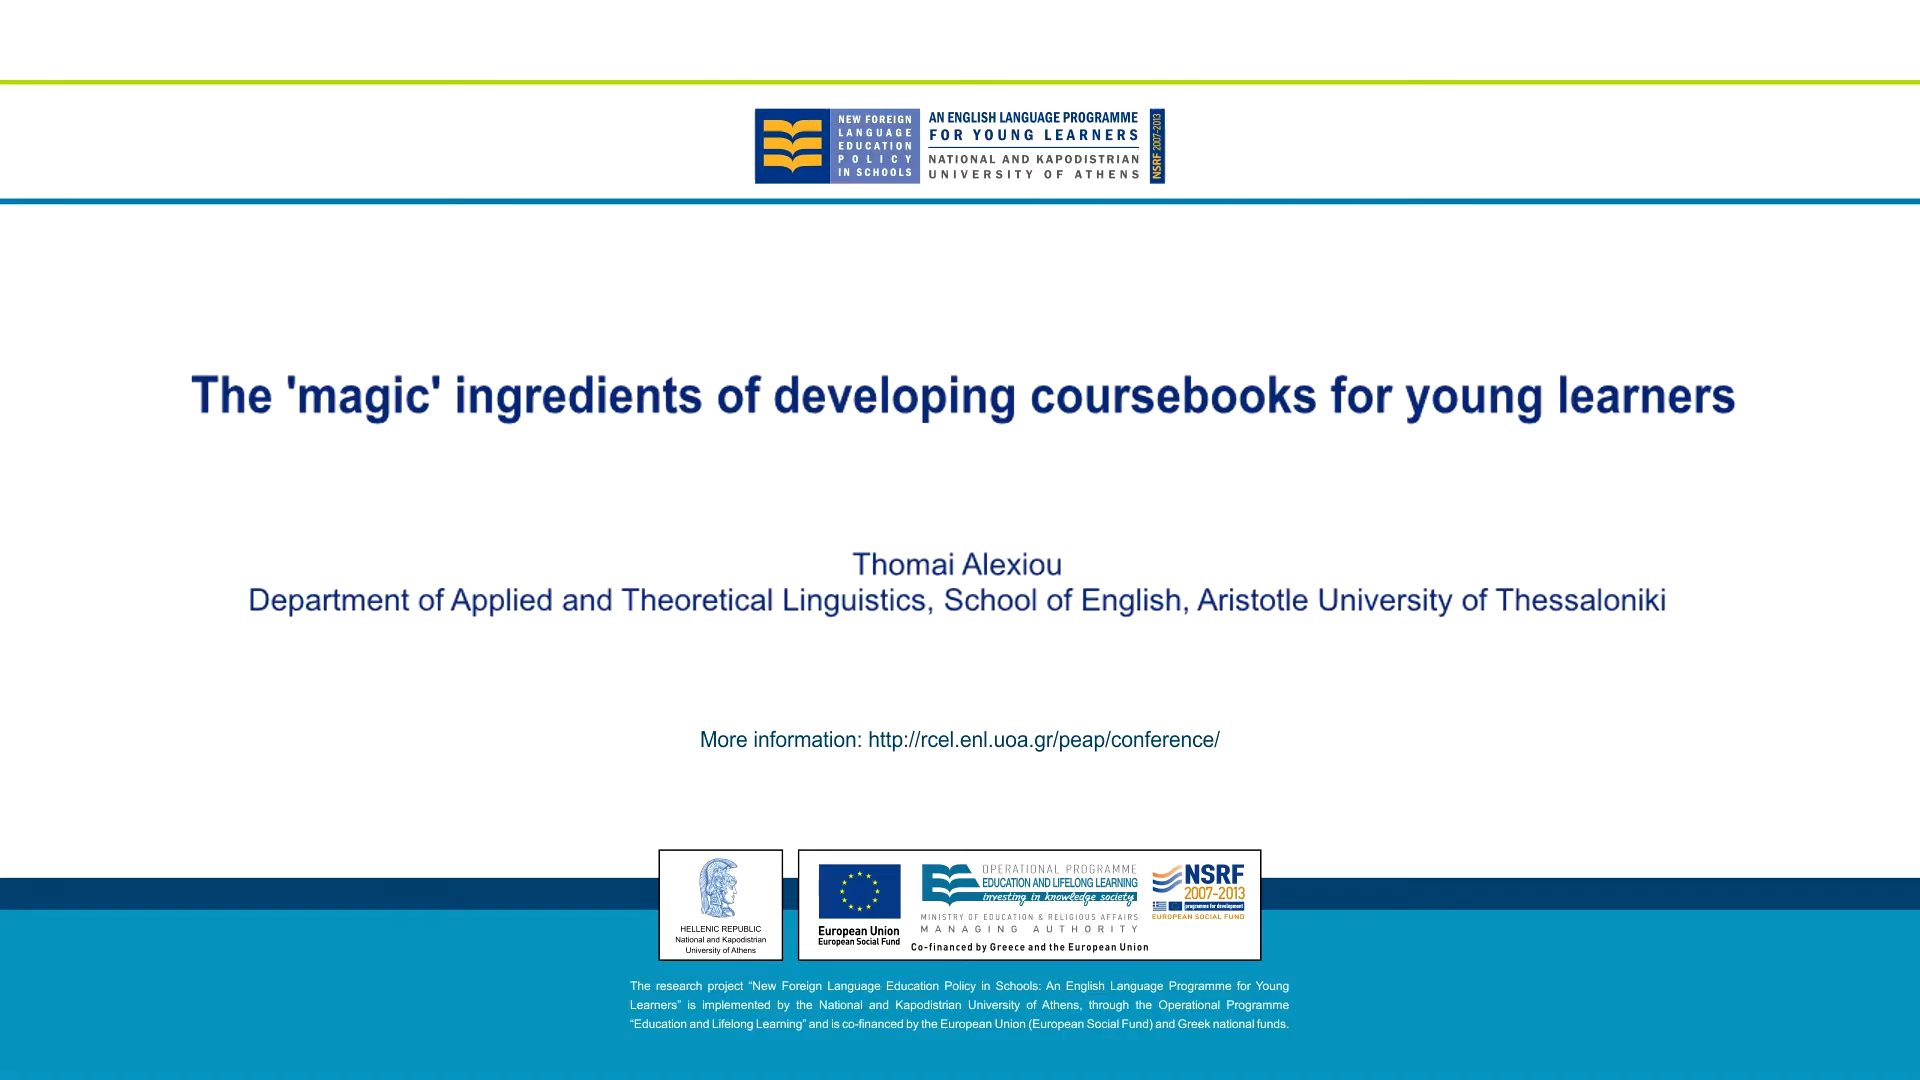 NEW FOREIGN
LANGUAGE
EDUCATION
POLICY
IN SCHOOLS
AN ENGLISH LANGUAGE PROGRAMME
FOR YOUNG LEARNERS
NATIONAL AND KAPODISTRIAN
UNIVERSITY OF ATHENS
NSRF 2007-2013
The 'magic' ingredients of developing coursebooks for young learners
Thomai Alexiou
Department of Applied and Theoretical Linguistics, School of English, Aristotle University of Thessaloniki
More information: http://rcel.enl.uoa.gr/peap/conference/
HELLENIC REPUBLIC
National and Kapodistrian
University of Athens
European Union
European Social Fund
OPERATIONAL PROGRAMME
EDUCATION AND LIFELONG LEARNING
investing in knowledge society
MINISTRY OF EDUCATION & RELIGIOUS AFFAIRS
MANAGING AUTHORITY
Co-financed by Greece and the European Union
NSRF
2007-2013
programme for development
EUROPEAN SOCIAL FUND
The research project “New Foreign Language Education Policy in Schools: An English Language Programme for Young
Learners” is implemented by the National and Kapodistrian University of Athens, through the Operational Programme
“Education and Lifelong Learning” and is co-financed by the European Union (European Social Fund) and Greek national funds.